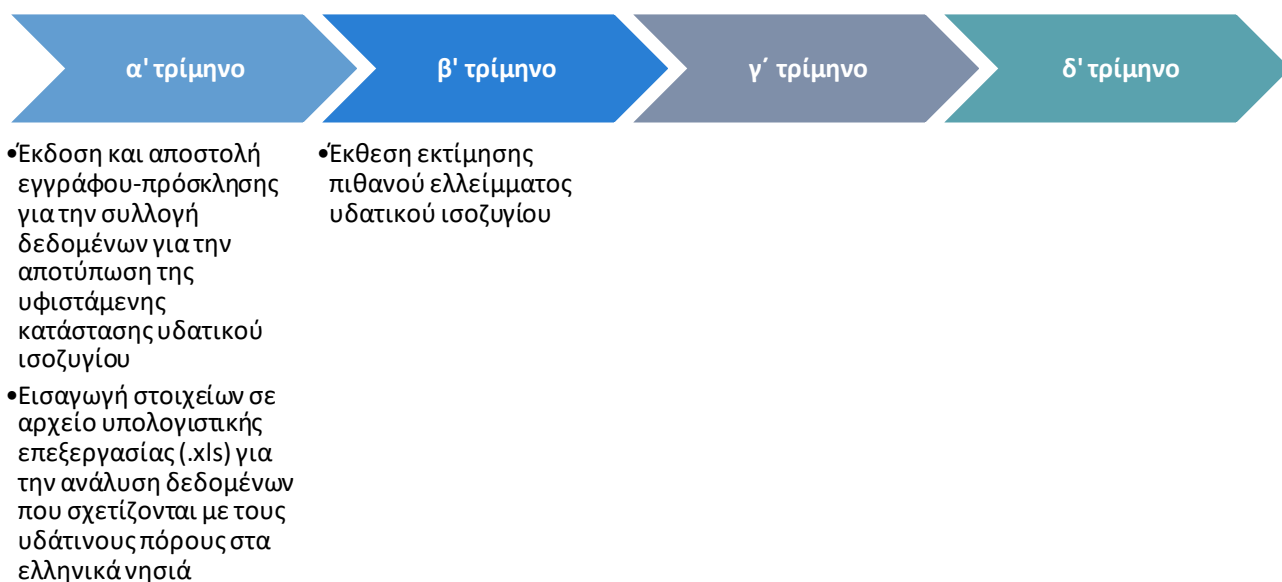 α' τρίμηνο
β' τρίμηνο
γ΄ τρίμηνο
δ' τρίμηνο
•Έκδοση και αποστολή
εγγράφου-πρόσκλησης
για την συλλογή
δεδομένων για την
αποτύπωση της
υφιστάμενης
κατάστασης υδατικού
ισοζυγίου
•Εισαγωγή στοιχείων σε
αρχείο υπολογιστικής
επεξεργασίας (.xls) για
την ανάλυση δεδομένων
που σχετίζονται με τους
υδάτινους πόρους στα
ελληνικά νησιά
•Έκθεση εκτίμησης
πιθανού ελλείμματος
υδατικού ισοζυγίου